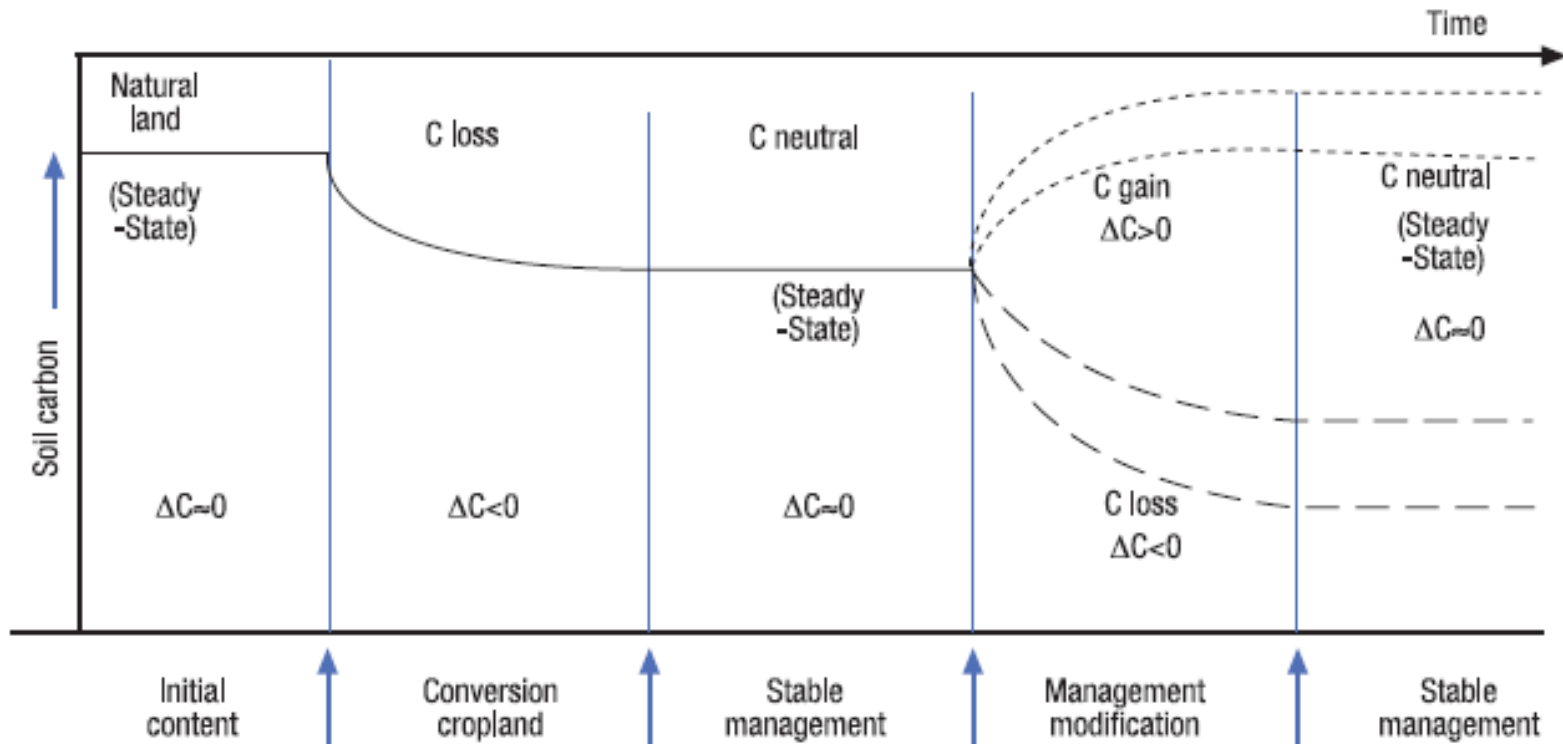 Time
Natural
land
(Steady
-State)
C loss
C neutral
(Steady
-State)
C gain
ΔC>0
C neutral
(Steady
-State)
ΔC≈0
Soil carbon
ΔC≈0
ΔC<0
ΔC≈0
C loss
ΔC<0
Initial
content
Conversion
cropland
Stable
management
Management
modification
Stable
management